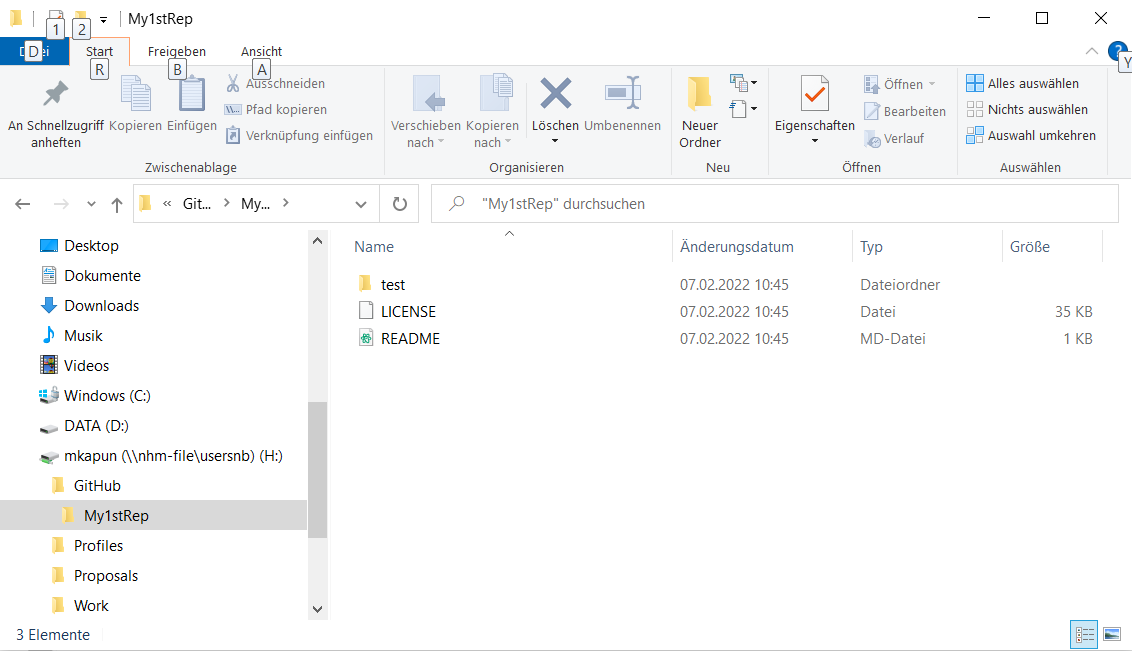 1 2 My1stRep
D Start Freigeben Ansicht ?
R B A Y
An Schnellzugriff anheften
Kopieren
Einfügen
Ausschneiden
Pfad kopieren
Verknüpfung einfügen
Zwischenablage
Verschieben nach
Kopieren nach
Löschen
Umbenennen
Organisieren
Neuer Ordner
Neu
Eigenschaften
Öffnen
Bearbeiten
Verlauf
Öffnen
Alles auswählen
Nichts auswählen
Auswahl umkehren
Auswählen
« Git... › My... ›
"My1stRep" durchsuchen
Desktop
Dokumente
Downloads
Musik
Videos
Windows (C:)
DATA (D:)
mkapun (\\nhm-file\usersnb) (H:)
GitHub
My1stRep
Profiles
Proposals
Work
Name Änderungsdatum Typ Größe
test 07.02.2022 10:45 Dateiordner
LICENSE 07.02.2022 10:45 Datei 35 KB
README 07.02.2022 10:45 MD-Datei 1 KB
3 Elemente